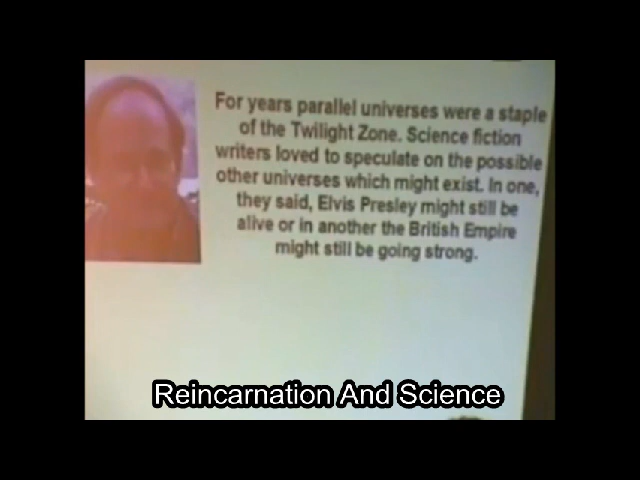 For years parallel universes were a staple
of the Twilight Zone. Science fiction
writers loved to speculate on the possible
other universes which might exist. In one,
they said, Elvis Presley might still be
alive or in another the British Empire
might still be going strong.
Reincarnation And Science